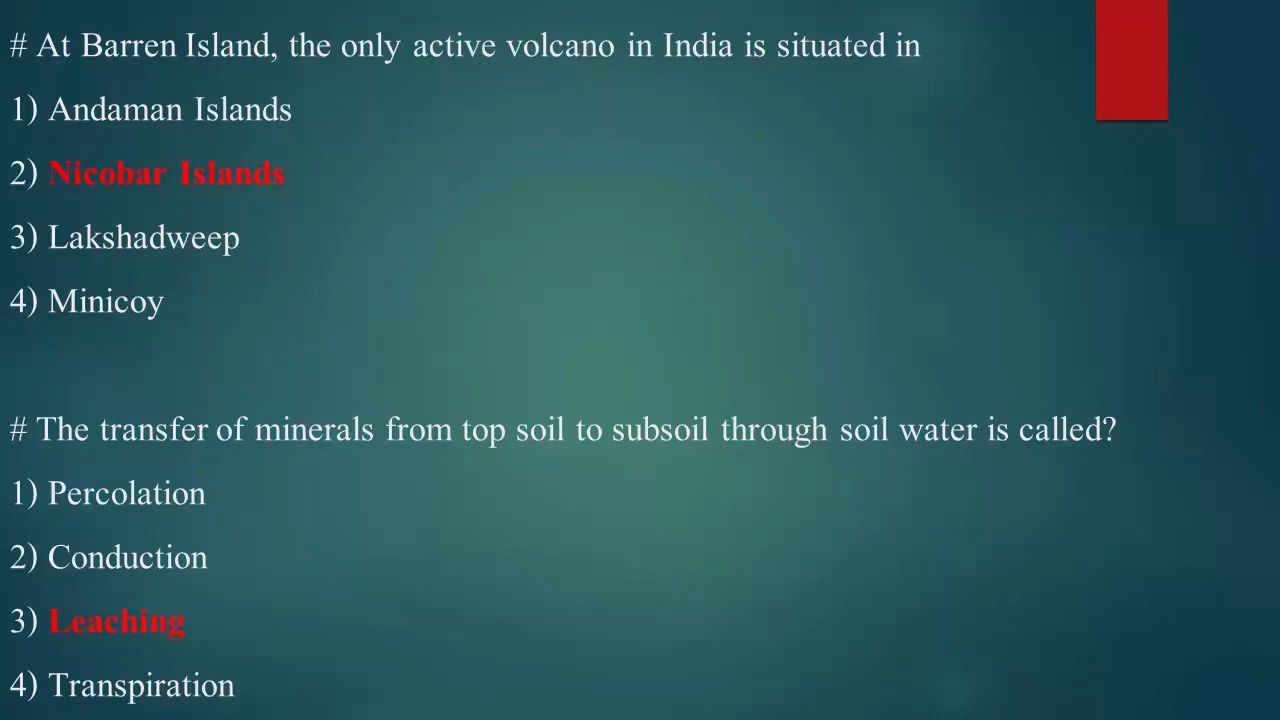 # At Barren Island, the only active volcano in India is situated in
1) Andaman Islands
2) Nicobar Islands
3) Lakshadweep
4) Minicoy
# The transfer of minerals from top soil to subsoil through soil water is called?
1) Percolation
2) Conduction
3) Leaching
4) Transpiration